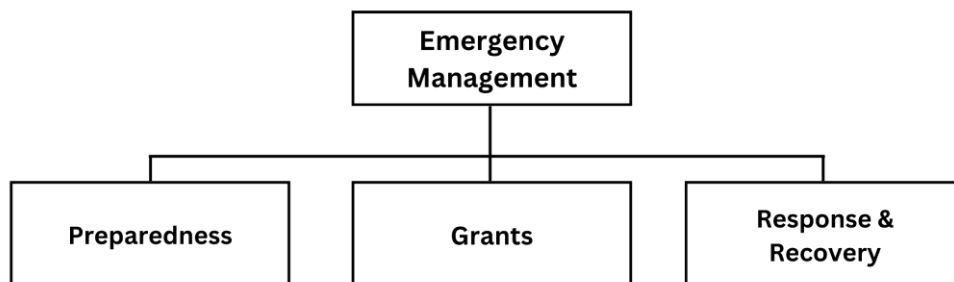 Emergency
Management
Preparedness
Grants
Response &
Recovery